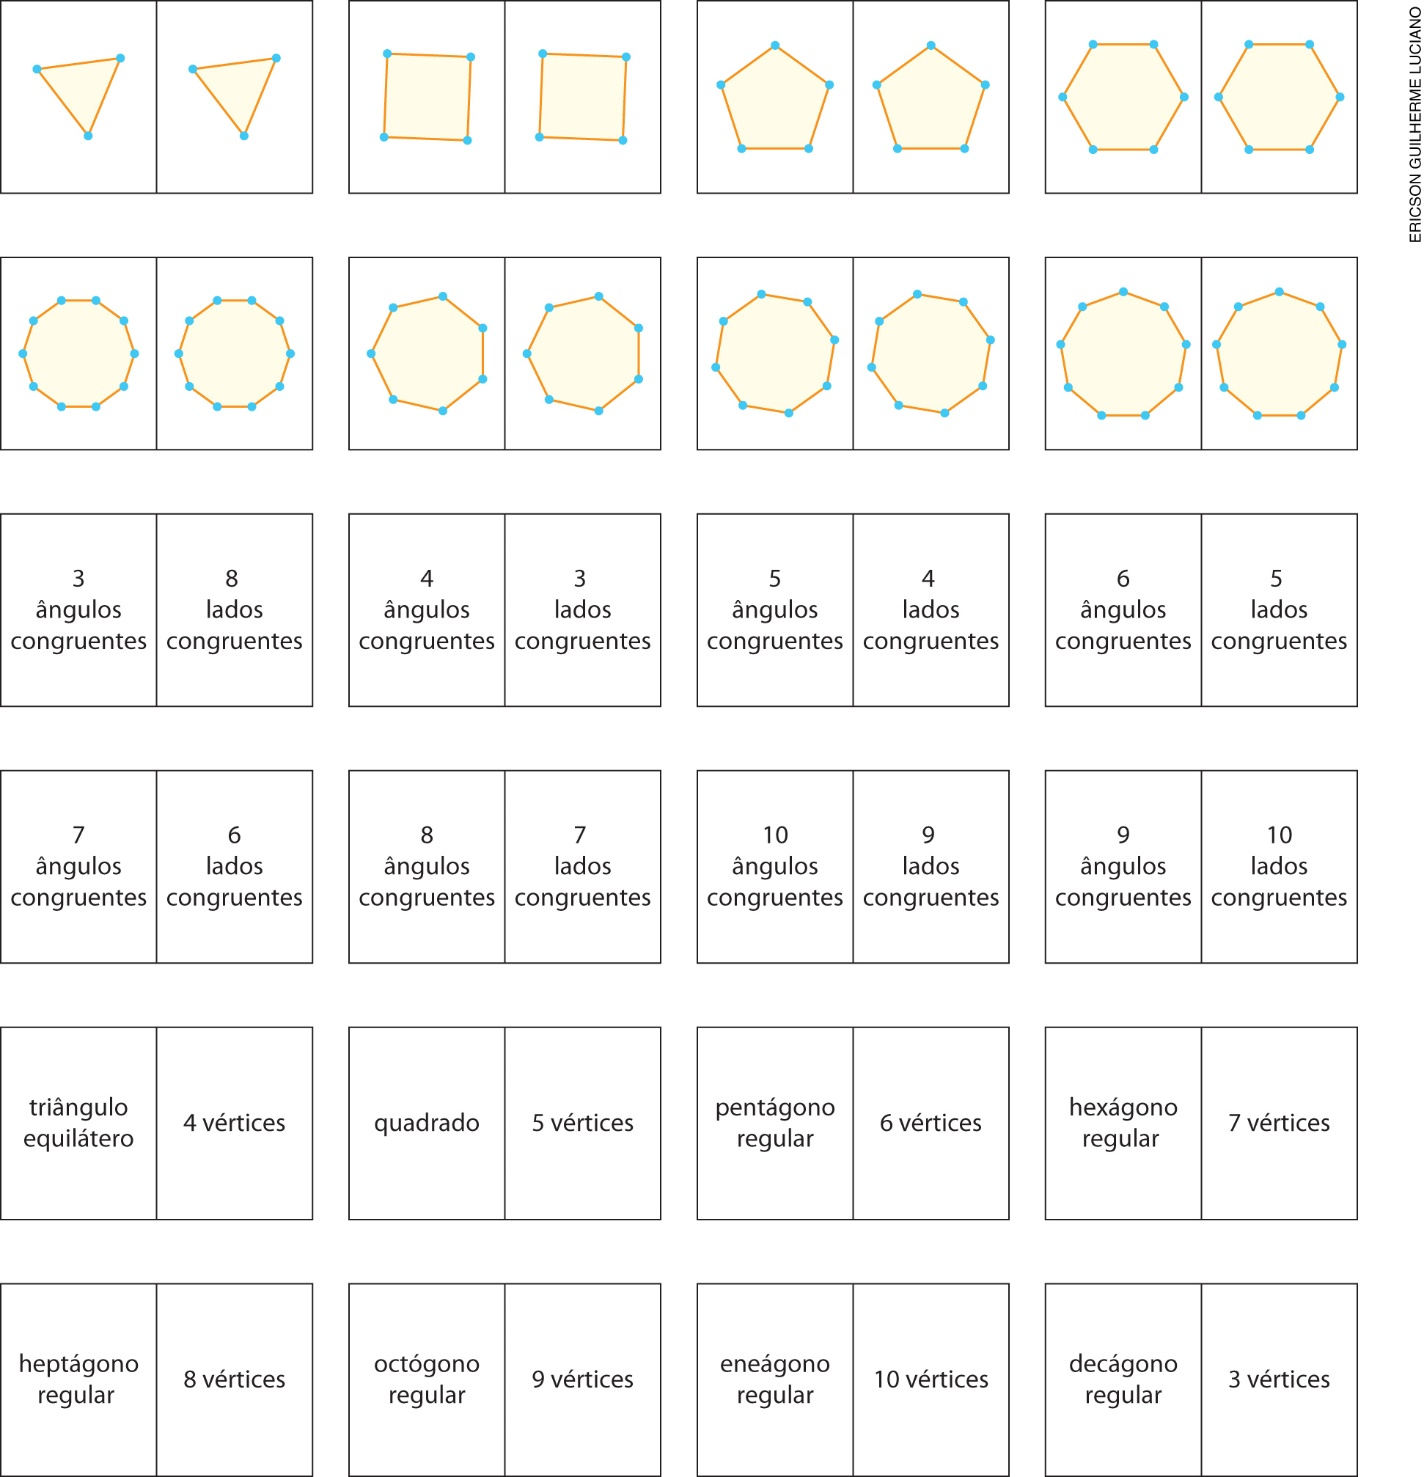 ERICSON GUILHERME LUCIANO
3
ângulos
congruentes
8
lados
congruentes
4
ângulos
congruentes
3
lados
congruentes
5
ângulos
congruentes
4
lados
congruentes
6
ângulos
congruentes
5
lados
congruentes
7
ângulos
congruentes
6
lados
congruentes
8
ângulos
congruentes
7
lados
congruentes
10
ângulos
congruentes
9
lados
congruentes
9
ângulos
congruentes
10
lados
congruentes
triângulo
equilátero
4 vértices
quadrado
5 vértices
pentágono
regular
6 vértices
hexágono
regular
7 vértices
heptágono
regular
8 vértices
octógono
regular
9 vértices
eneágono
regular
10 vértices
decágono
regular
3 vértices